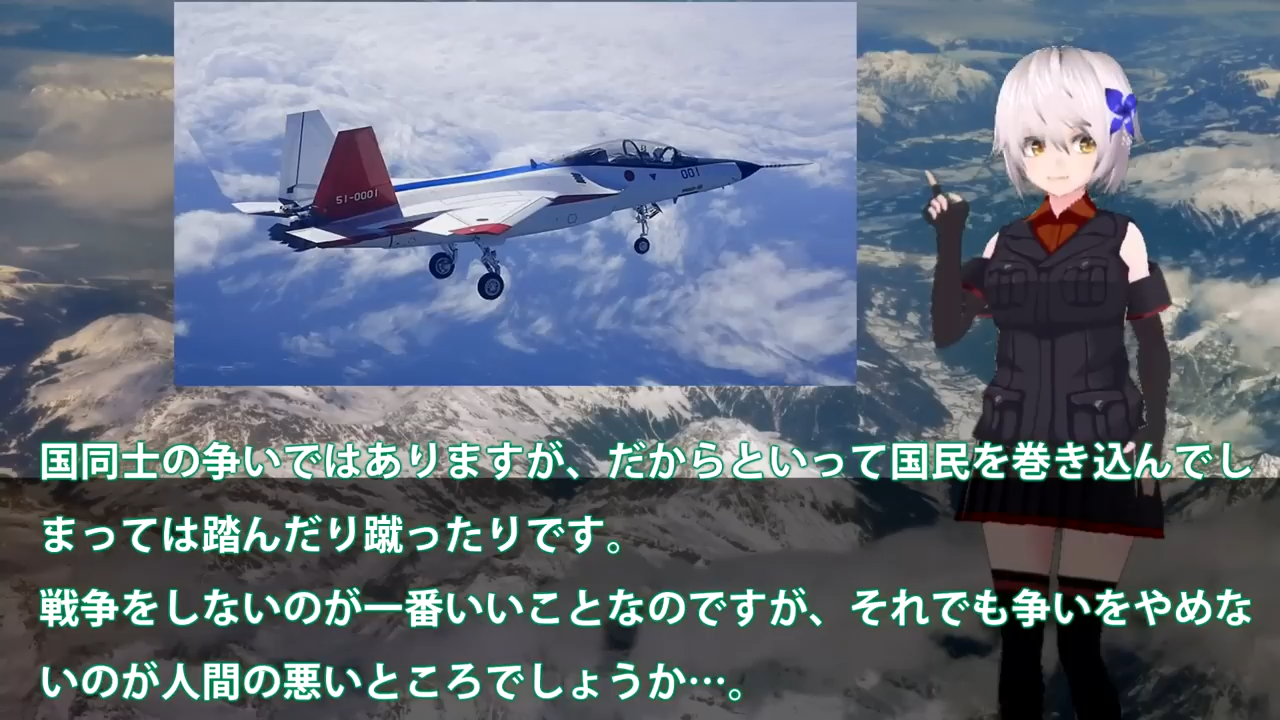 51-0001
001
国同士の争いではありますが、だからといって国民を巻き込んでし
まっては踏んだり蹴ったりです。
戦争をしないのが一番いいことなのですが、それでも争いをやめな
いのが人間の悪いところでしょうか…。